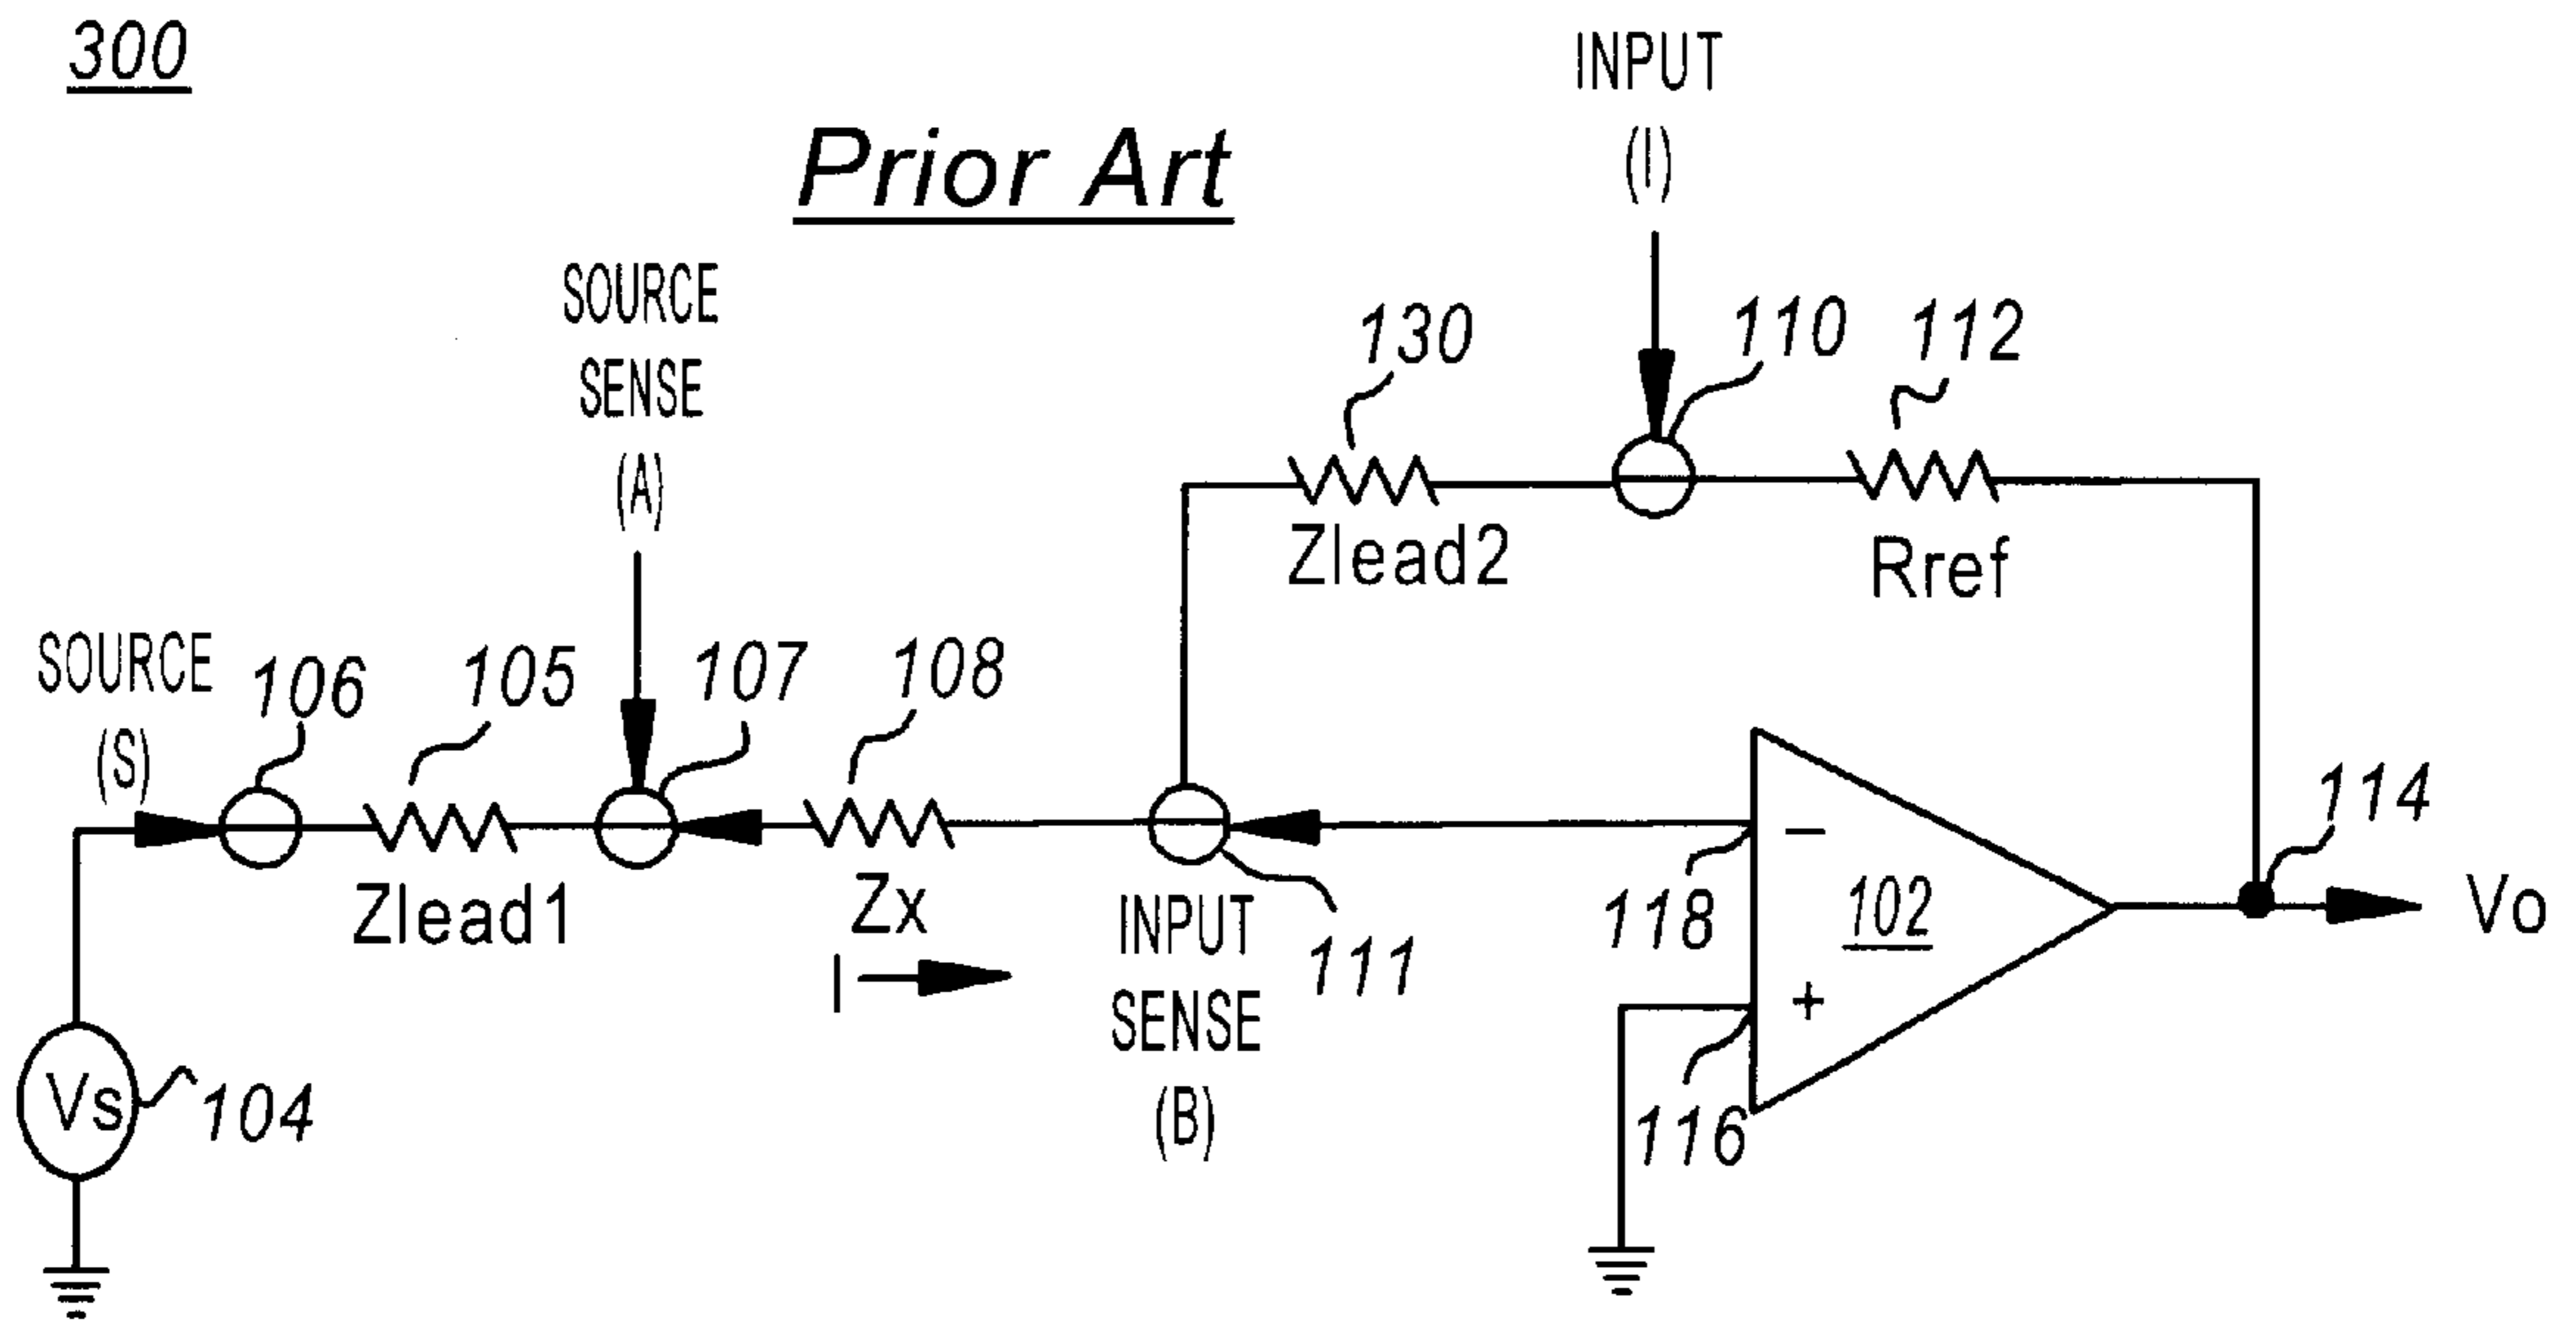 300
Prior Art
INPUT
(I)
SOURCE
SENSE
(A)
130
110
112
Zlead2
Rref
SOURCE
(S)
106
105
107
108
Zlead1
Zx
I
INPUT
SENSE
(B)
111
118
–
102
+
116
114
Vo
Vs
104